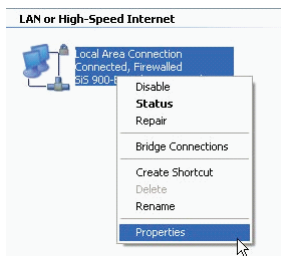 LAN or High-Speed Internet
Local Area Connection
Connected, Firewalled
SiS 900-
Disable
Status
Repair
Bridge Connections
Create Shortcut
Delete
Rename
Properties